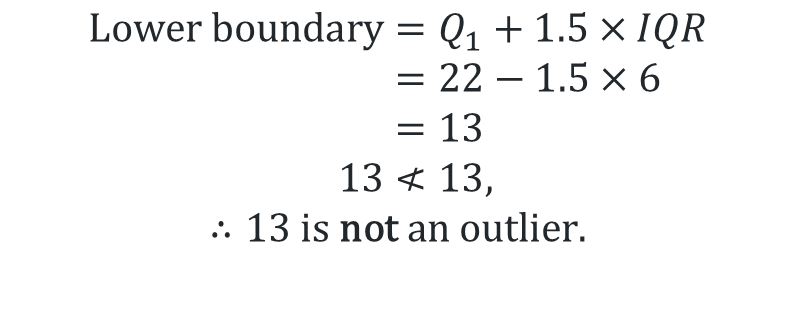 Lower boundary = Q₁ + 1.5 × IQR
= 22 − 1.5 × 6
= 13
13 ≮ 13,
∴ 13 is not an outlier.